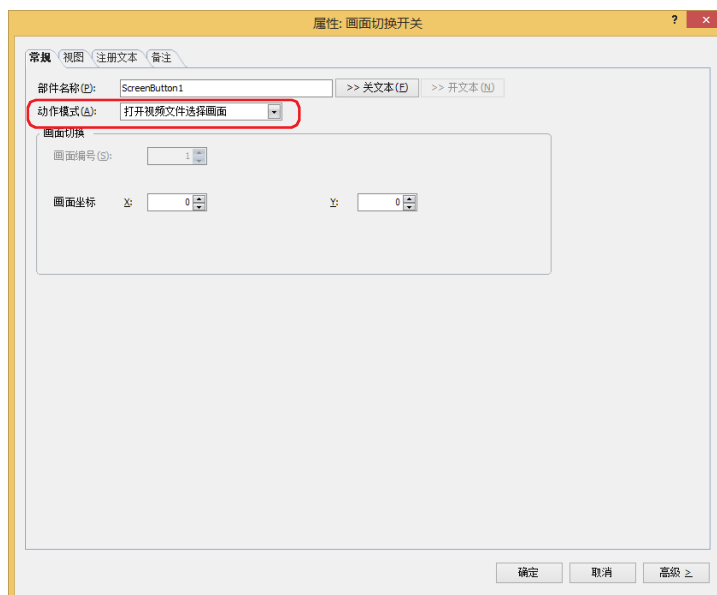 属性: 画面切换开关
?
×
常规 视图 注册文本 备注
部件名称(P): ScreenButton1 >> 关文本(F) >> 开文本(N)
动作模式(A): 打开视频文件选择画面
画面切换
画面编号(S): 1
画面坐标 X: 0 Y: 0
确定 取消 高级 >